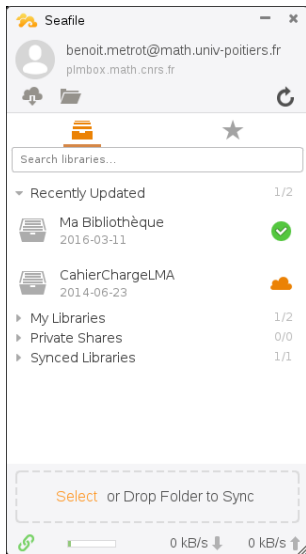 Seafile
benoit.metrot@math.univ-poitiers.fr
plmbox.math.cnrs.fr
Search libraries...
Recently Updated 1/2
Ma Bibliothèque
2016-03-11
CahierChargeLMA
2014-06-23
My Libraries 1/2
Private Shares 0/0
Synced Libraries 1/1
Select or Drop Folder to Sync
0 kB/s 0 kB/s